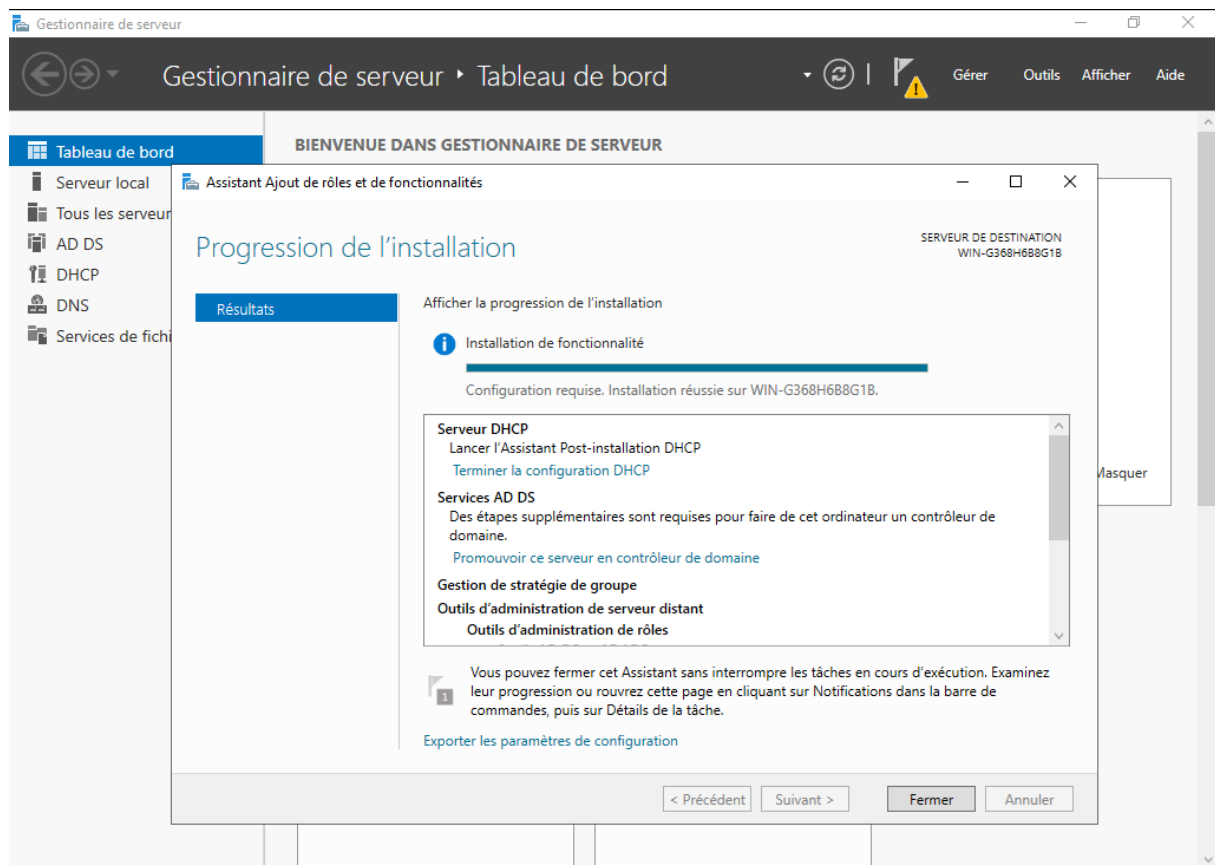 Gestionnaire de serveur
Gestionnaire de serveur ‣ Tableau de bord
Gérer Outils Afficher Aide
Tableau de bord
Serveur local
Tous les serveur
AD DS
DHCP
DNS
Services de fichi
BIENVENUE DANS GESTIONNAIRE DE SERVEUR
Assistant Ajout de rôles et de fonctionnalités
Progression de l'installation
SERVEUR DE DESTINATION
WIN-G368H6B8G1B
Résultats
Afficher la progression de l'installation
Installation de fonctionnalité
Configuration requise. Installation réussie sur WIN-G368H6B8G1B.
Serveur DHCP
Lancer l'Assistant Post-installation DHCP
Terminer la configuration DHCP
Services AD DS
Des étapes supplémentaires sont requises pour faire de cet ordinateur un contrôleur de
domaine.
Promouvoir ce serveur en contrôleur de domaine
Gestion de stratégie de groupe
Outils d'administration de serveur distant
Outils d'administration de rôles
1
Vous pouvez fermer cet Assistant sans interrompre les tâches en cours d'exécution. Examinez
leur progression ou rouvrez cette page en cliquant sur Notifications dans la barre de
commandes, puis sur Détails de la tâche.
Exporter les paramètres de configuration
< Précédent Suivant > Fermer Annuler
Masquer